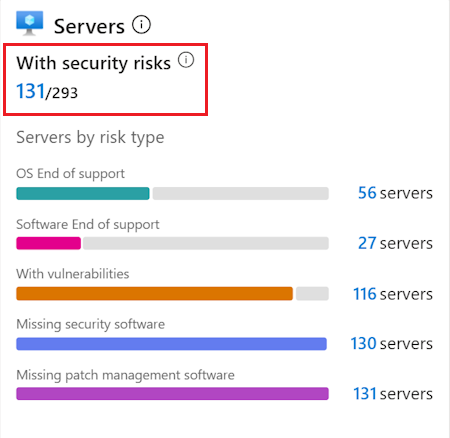 Servers
With security risks
131/293
Servers by risk type
OS End of support
56 servers
Software End of support
27 servers
With vulnerabilities
116 servers
Missing security software
130 servers
Missing patch management software
131 servers